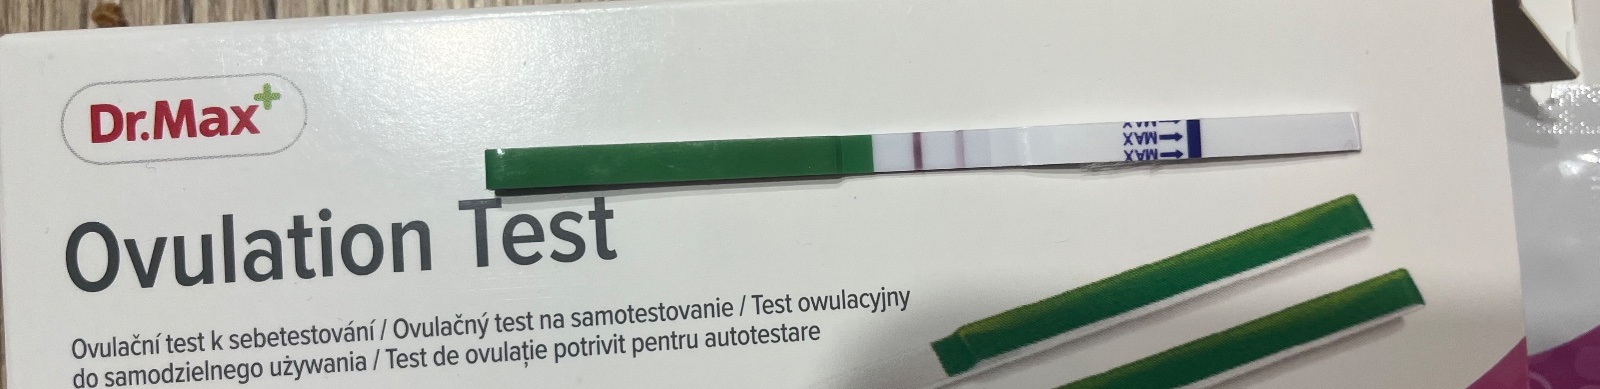 Dr.Max+
MAX
MAX
MAX
Ovulation Test
Ovulační test k sebetestování / Ovulačný test na samotestovanie / Test owulacyjny
do samodzielnego używania / Test de ovulație potrivit pentru autotestare